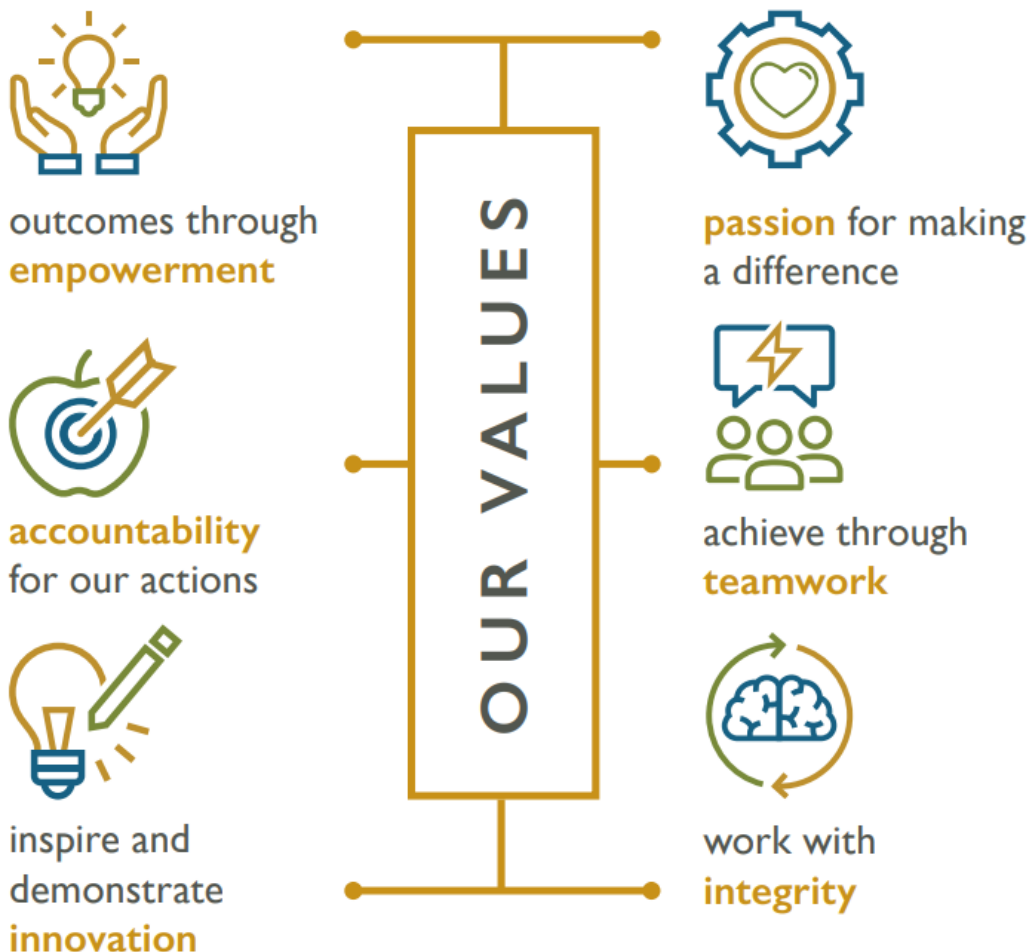 OUR VALUES
outcomes through
empowerment
accountability
for our actions
inspire and
demonstrate
innovation
passion for making
a difference
achieve through
teamwork
work with
integrity